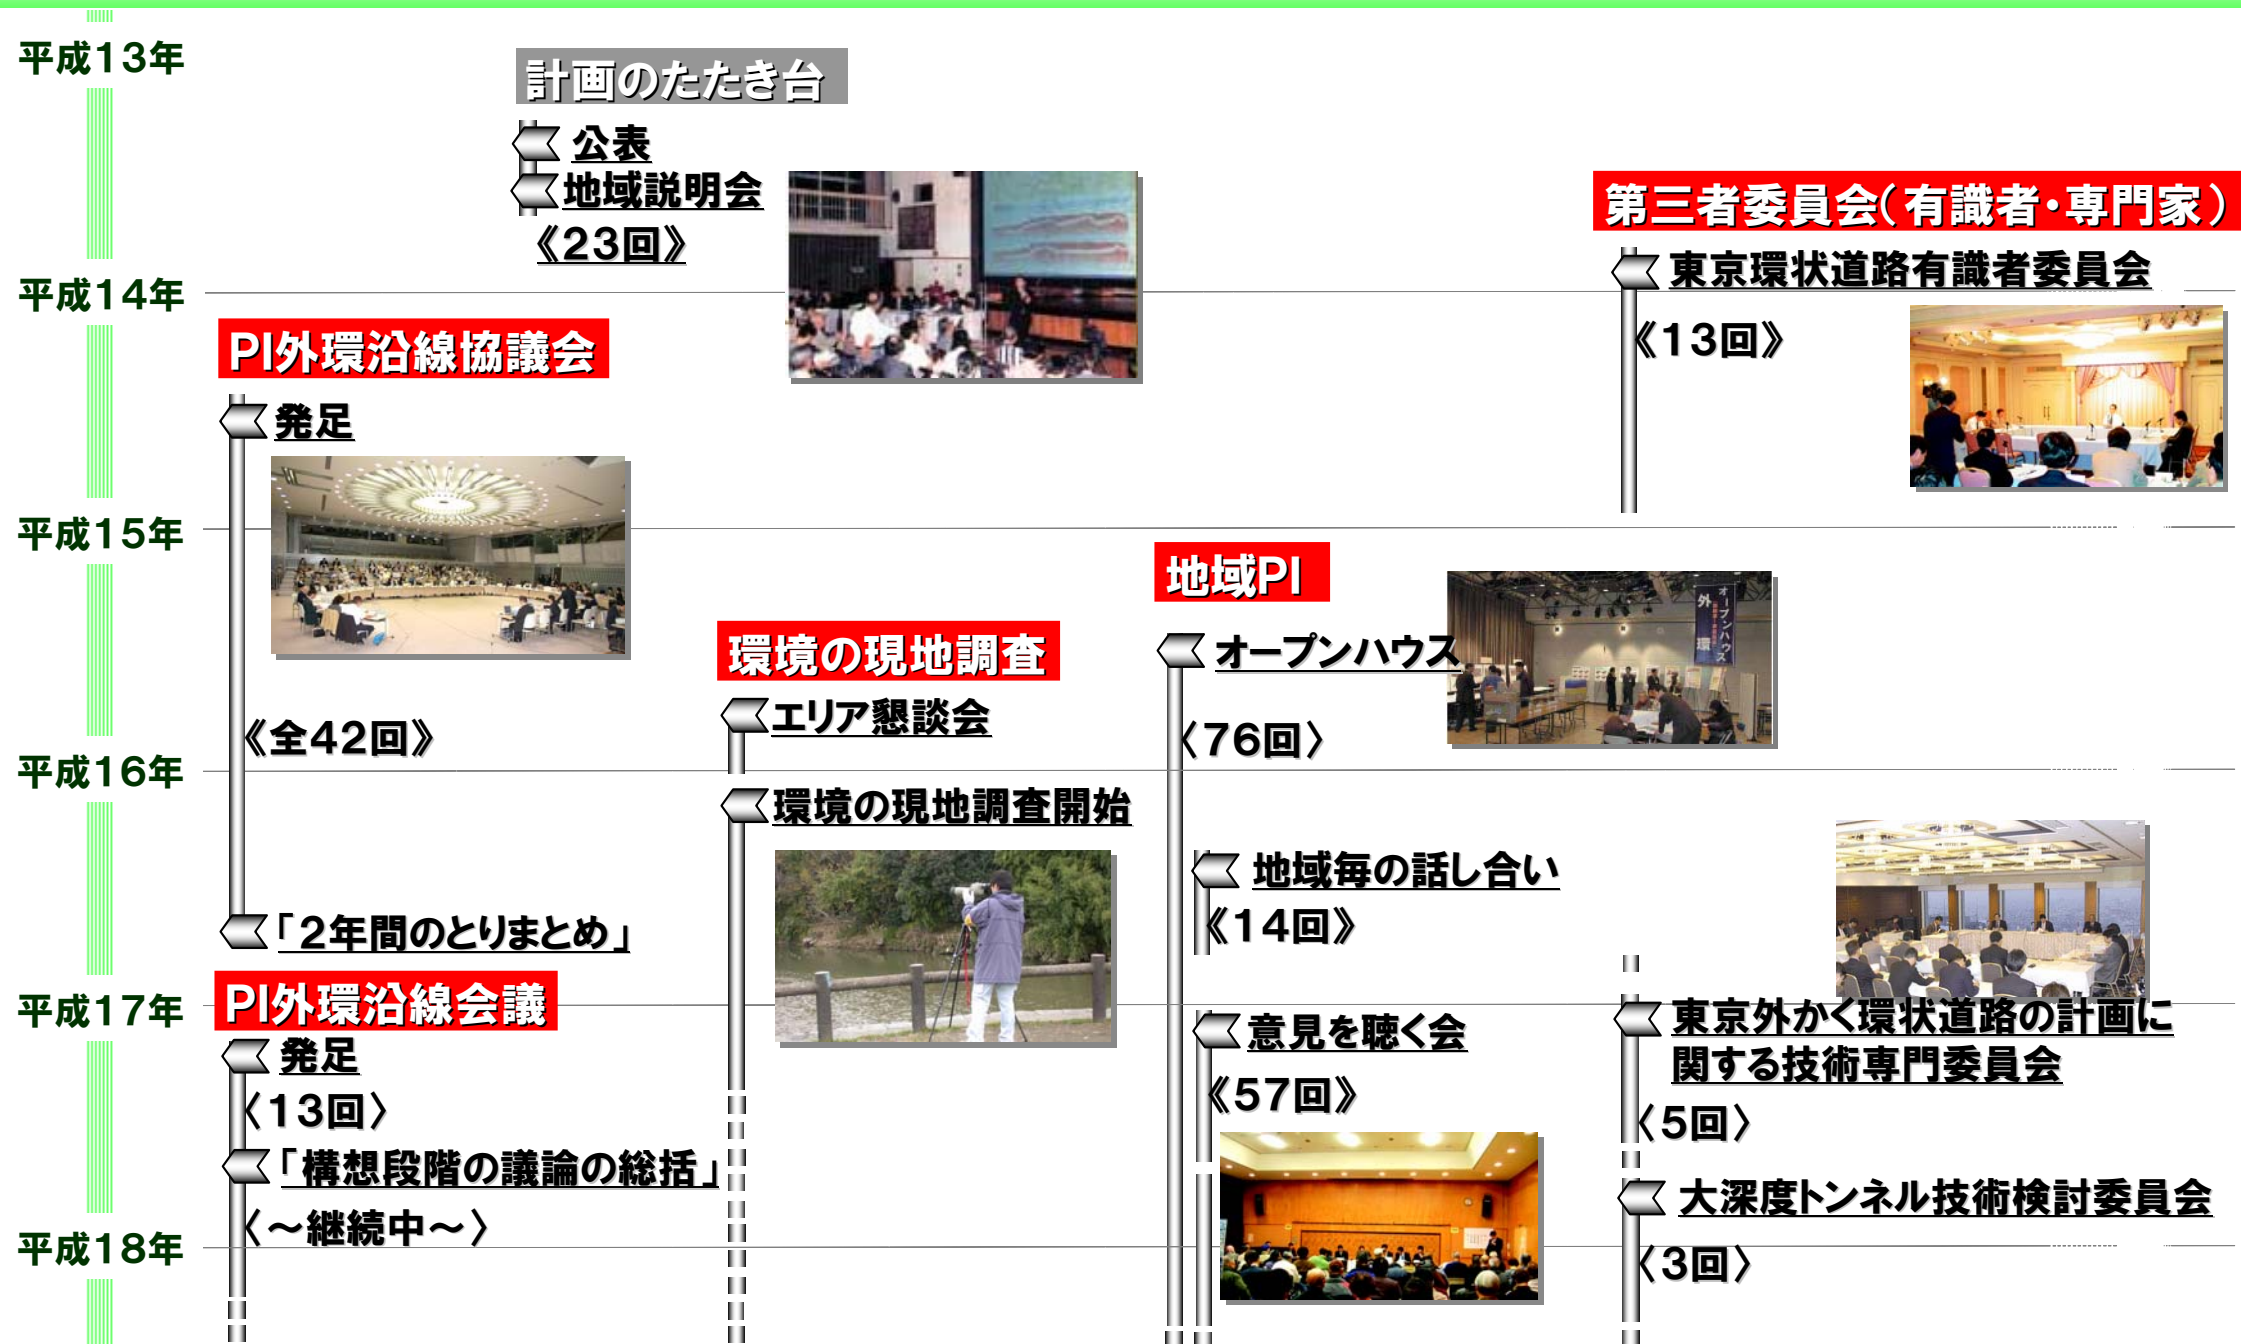 平成13年
計画のたたき台
公表
地域説明会
《23回》
第三者委員会(有識者・専門家)
東京環状道路有識者委員会
《13回》
平成14年
PI外環沿線協議会
発足
平成15年
地域PI
オープンハウス
外環
オープンハウス
〈76回〉
環境の現地調査
エリア懇談会
《全42回》
平成16年
環境の現地調査開始
地域毎の話し合い
《14回》
「2年間のとりまとめ」
平成17年
PI外環沿線会議
発足
〈13回〉
「構想段階の議論の総括」
〈~継続中~〉
意見を聴く会
《57回》
東京外かく環状道路の計画に
関する技術専門委員会
〈5回〉
大深度トンネル技術検討委員会
〈3回〉
平成18年